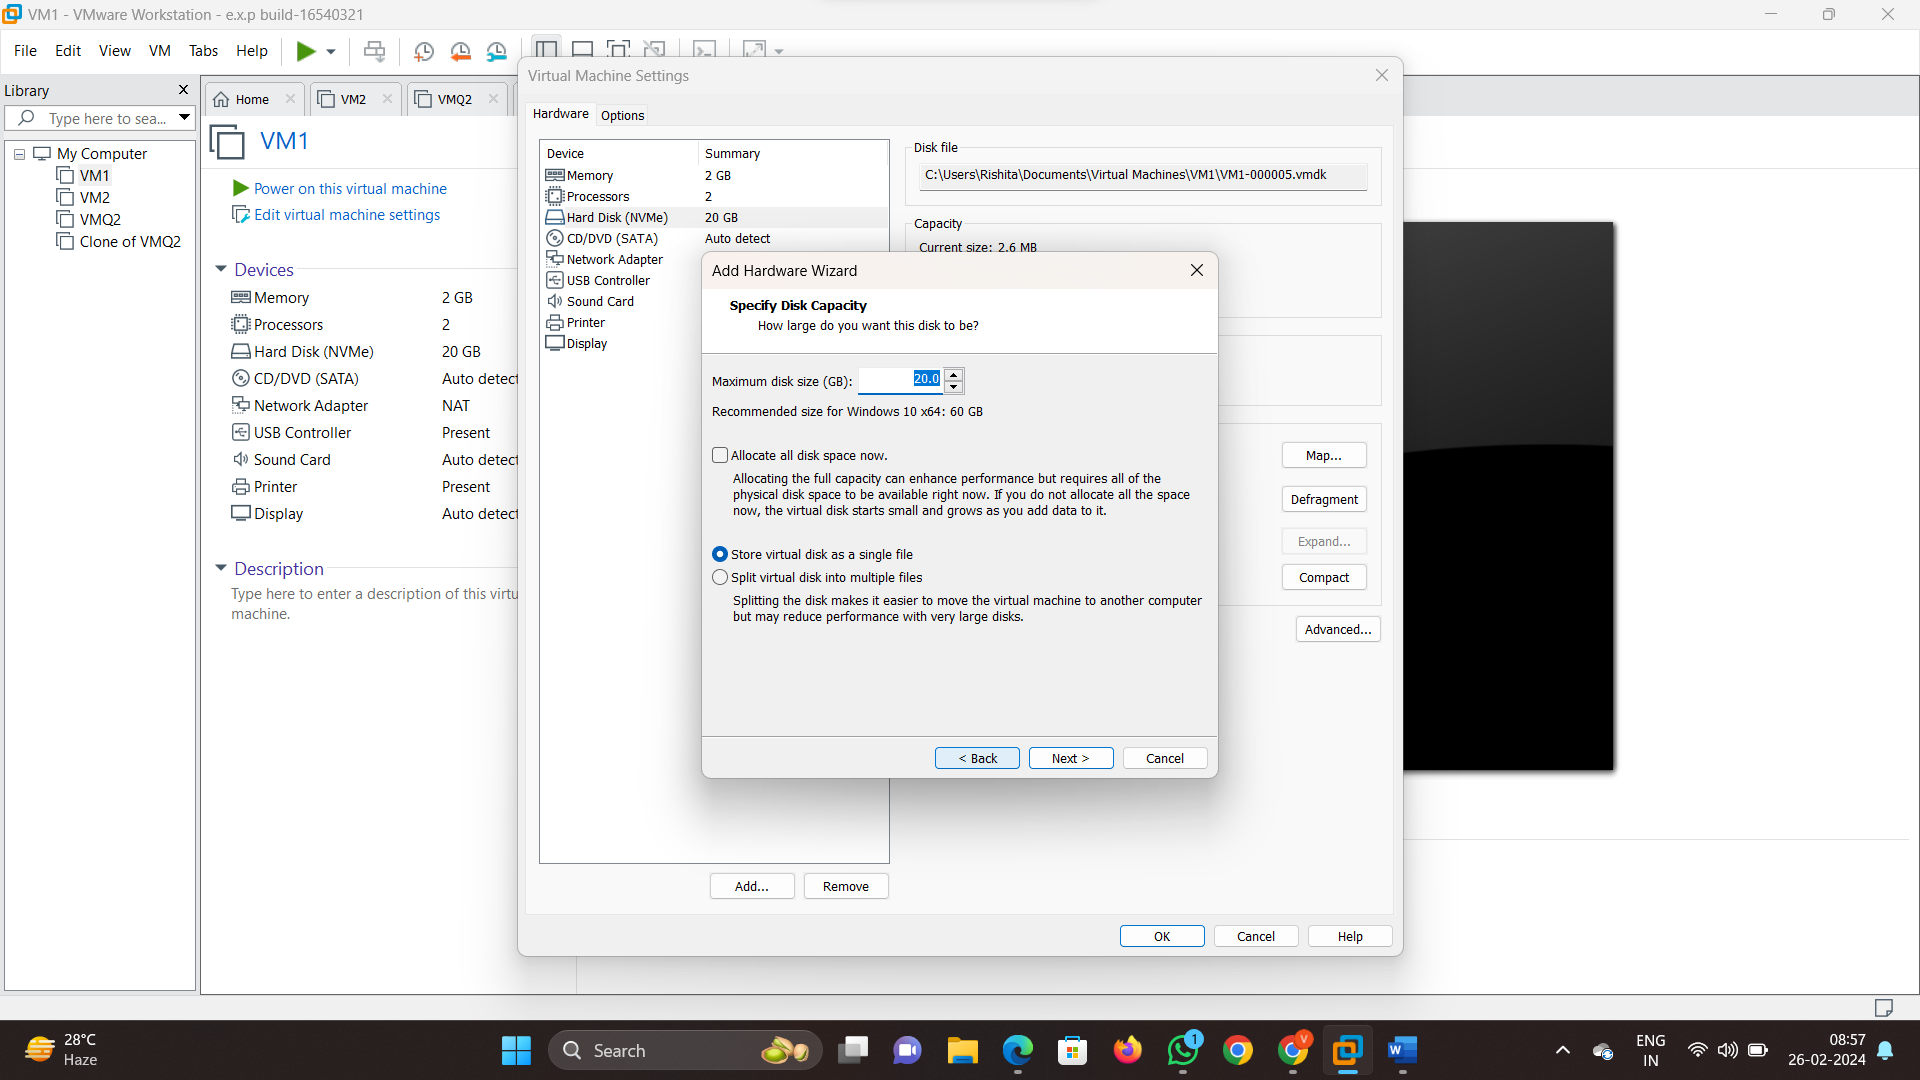 VM1 - VMware Workstation - e.x.p build-16540321
File Edit View VM Tabs Help
Library
Type here to sea...
My Computer
VM1
VM2
VMQ2
Clone of VMQ2
Home
VM2
VMQ2
VM1
Power on this virtual machine
Edit virtual machine settings
Devices
Memory 2 GB
Processors 2
Hard Disk (NVMe) 20 GB
CD/DVD (SATA) Auto detect
Network Adapter NAT
USB Controller Present
Sound Card Auto detect
Printer Present
Display Auto detect
Description
Type here to enter a description of this virtu
machine.
Virtual Machine Settings
Hardware Options
Device Summary
Memory 2 GB
Processors 2
Hard Disk (NVMe) 20 GB
CD/DVD (SATA) Auto detect
Network Adapter
USB Controller
Sound Card
Printer
Display
Add... Remove
Disk file
C:\Users\Rishita\Documents\Virtual Machines\VM1\VM1-000005.vmdk
Capacity
Current size: 2.6 MB
Map...
Defragment
Expand...
Compact
Advanced...
OK Cancel Help
Add Hardware Wizard
Specify Disk Capacity
How large do you want this disk to be?
Maximum disk size (GB): 20.0
Recommended size for Windows 10 x64: 60 GB
Allocate all disk space now.
Allocating the full capacity can enhance performance but requires all of the
physical disk space to be available right now. If you do not allocate all the space
now, the virtual disk starts small and grows as you add data to it.
Store virtual disk as a single file
Split virtual disk into multiple files
Splitting the disk makes it easier to move the virtual machine to another computer
but may reduce performance with very large disks.
< Back Next > Cancel
28°C
Haze
Search
1
V
W
ENG
IN
08:57
26-02-2024